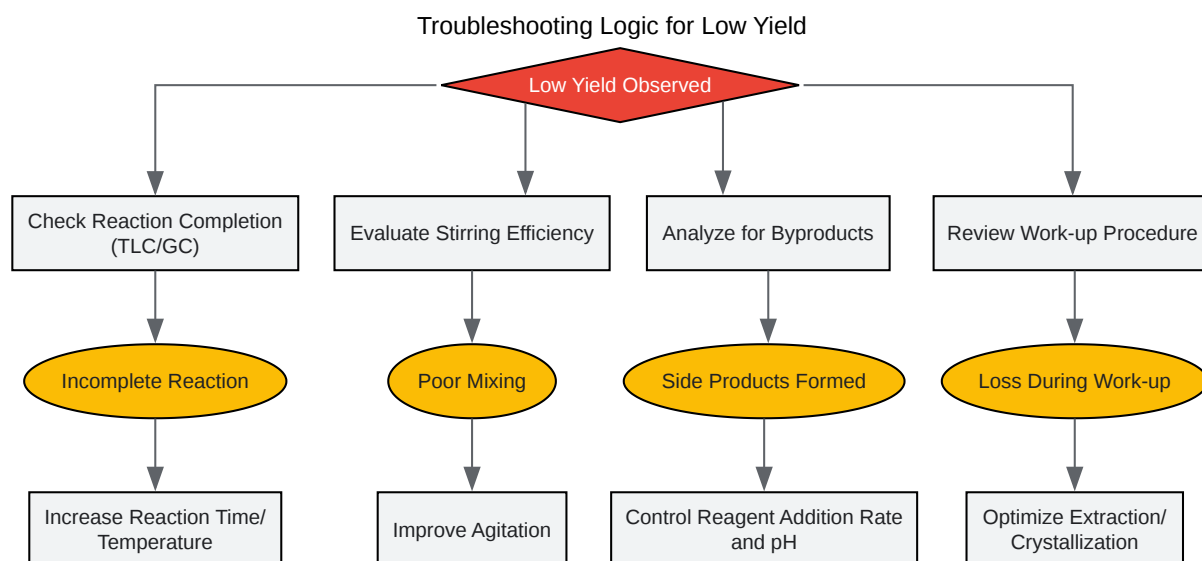 Troubleshooting Logic for Low Yield
Low Yield Observed
Check Reaction Completion
(TLC/GC)
Evaluate Stirring Efficiency
Analyze for Byproducts
Review Work-up Procedure
Incomplete Reaction
Poor Mixing
Side Products Formed
Loss During Work-up
Increase Reaction Time/
Temperature
Improve Agitation
Control Reagent Addition Rate
and pH
Optimize Extraction/
Crystallization